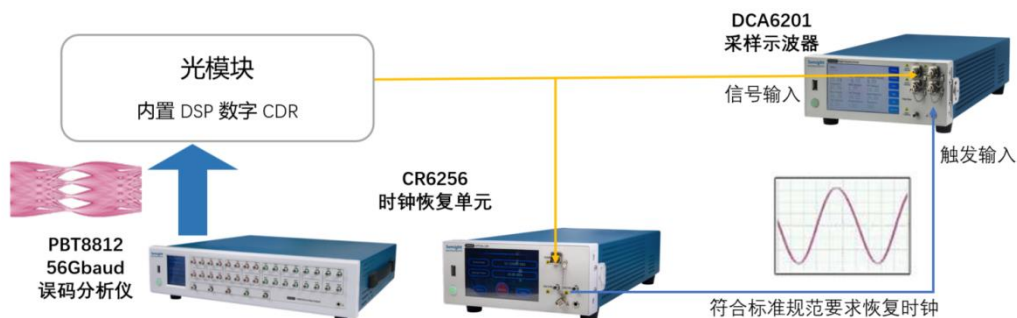 DCA6201
采样示波器
光模块
内置 DSP 数字 CDR
信号输入
触发输入
CR6256
时钟恢复单元
PBT8812
56Gbaud
误码分析仪
符合标准规范要求恢复时钟